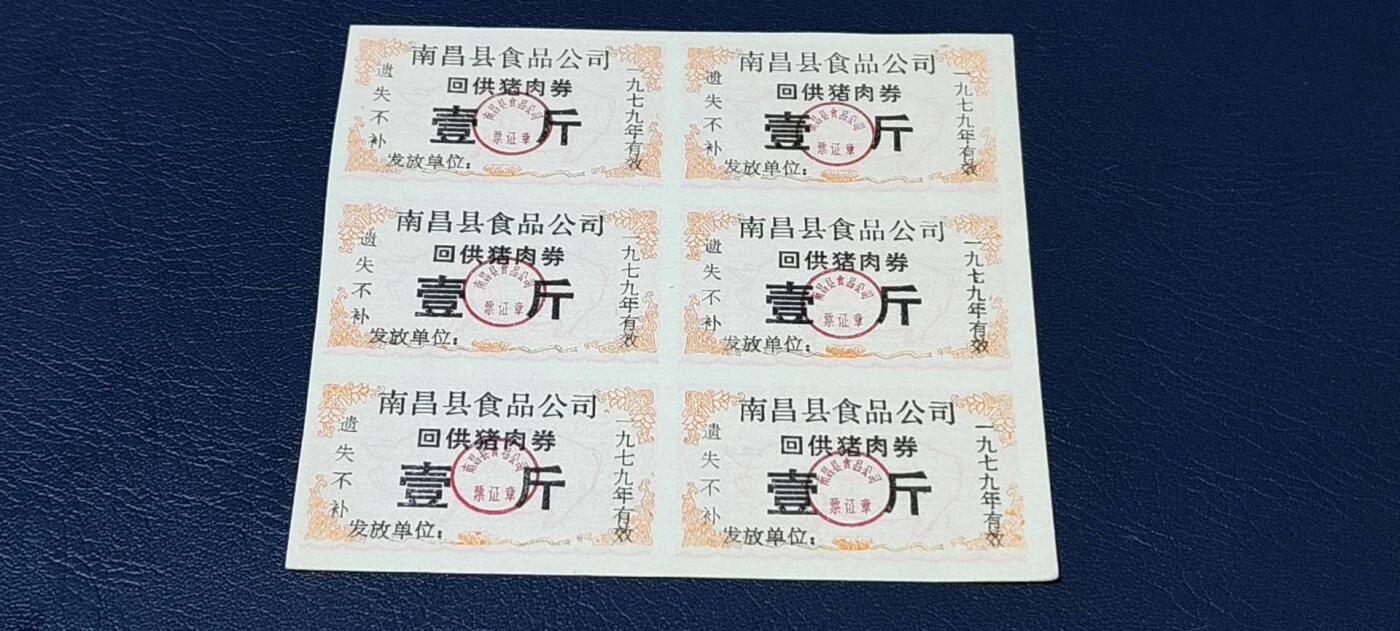 南昌县食品公司
回供猪肉券
壹斤
遗失不补
一九七九年有效
发放单位：
南昌县食品公司
票证章
南昌县食品公司
回供猪肉券
壹斤
遗失不补
一九七九年有效
发放单位：
南昌县食品公司
票证章
南昌县食品公司
回供猪肉券
壹斤
遗失不补
一九七九年有效
发放单位：
南昌县食品公司
票证章
南昌县食品公司
回供猪肉券
壹斤
遗失不补
一九七九年有效
发放单位：
南昌县食品公司
票证章
南昌县食品公司
回供猪肉券
壹斤
遗失不补
一九七九年有效
发放单位：
南昌县食品公司
票证章
南昌县食品公司
回供猪肉券
壹斤
遗失不补
一九七九年有效
发放单位：
南昌县食品公司
票证章